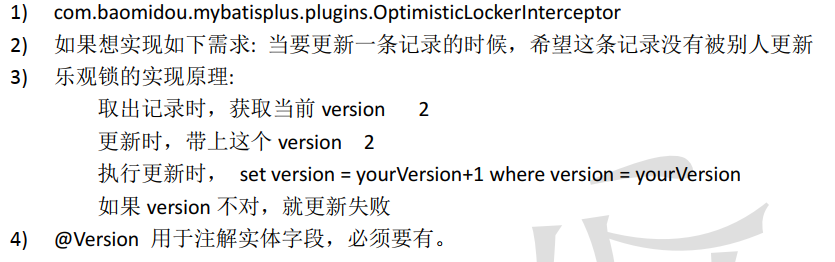 1) com.baomidou.mybatisplus.plugins.OptimisticLockerInterceptor
2) 如果想实现如下需求: 当要更新一条记录的时候，希望这条记录没有被别人更新
3) 乐观锁的实现原理:
取出记录时，获取当前 version 2
更新时，带上这个 version 2
执行更新时， set version = yourVersion+1 where version = yourVersion
如果 version 不对，就更新失败
4) @Version 用于注解实体字段，必须要有。